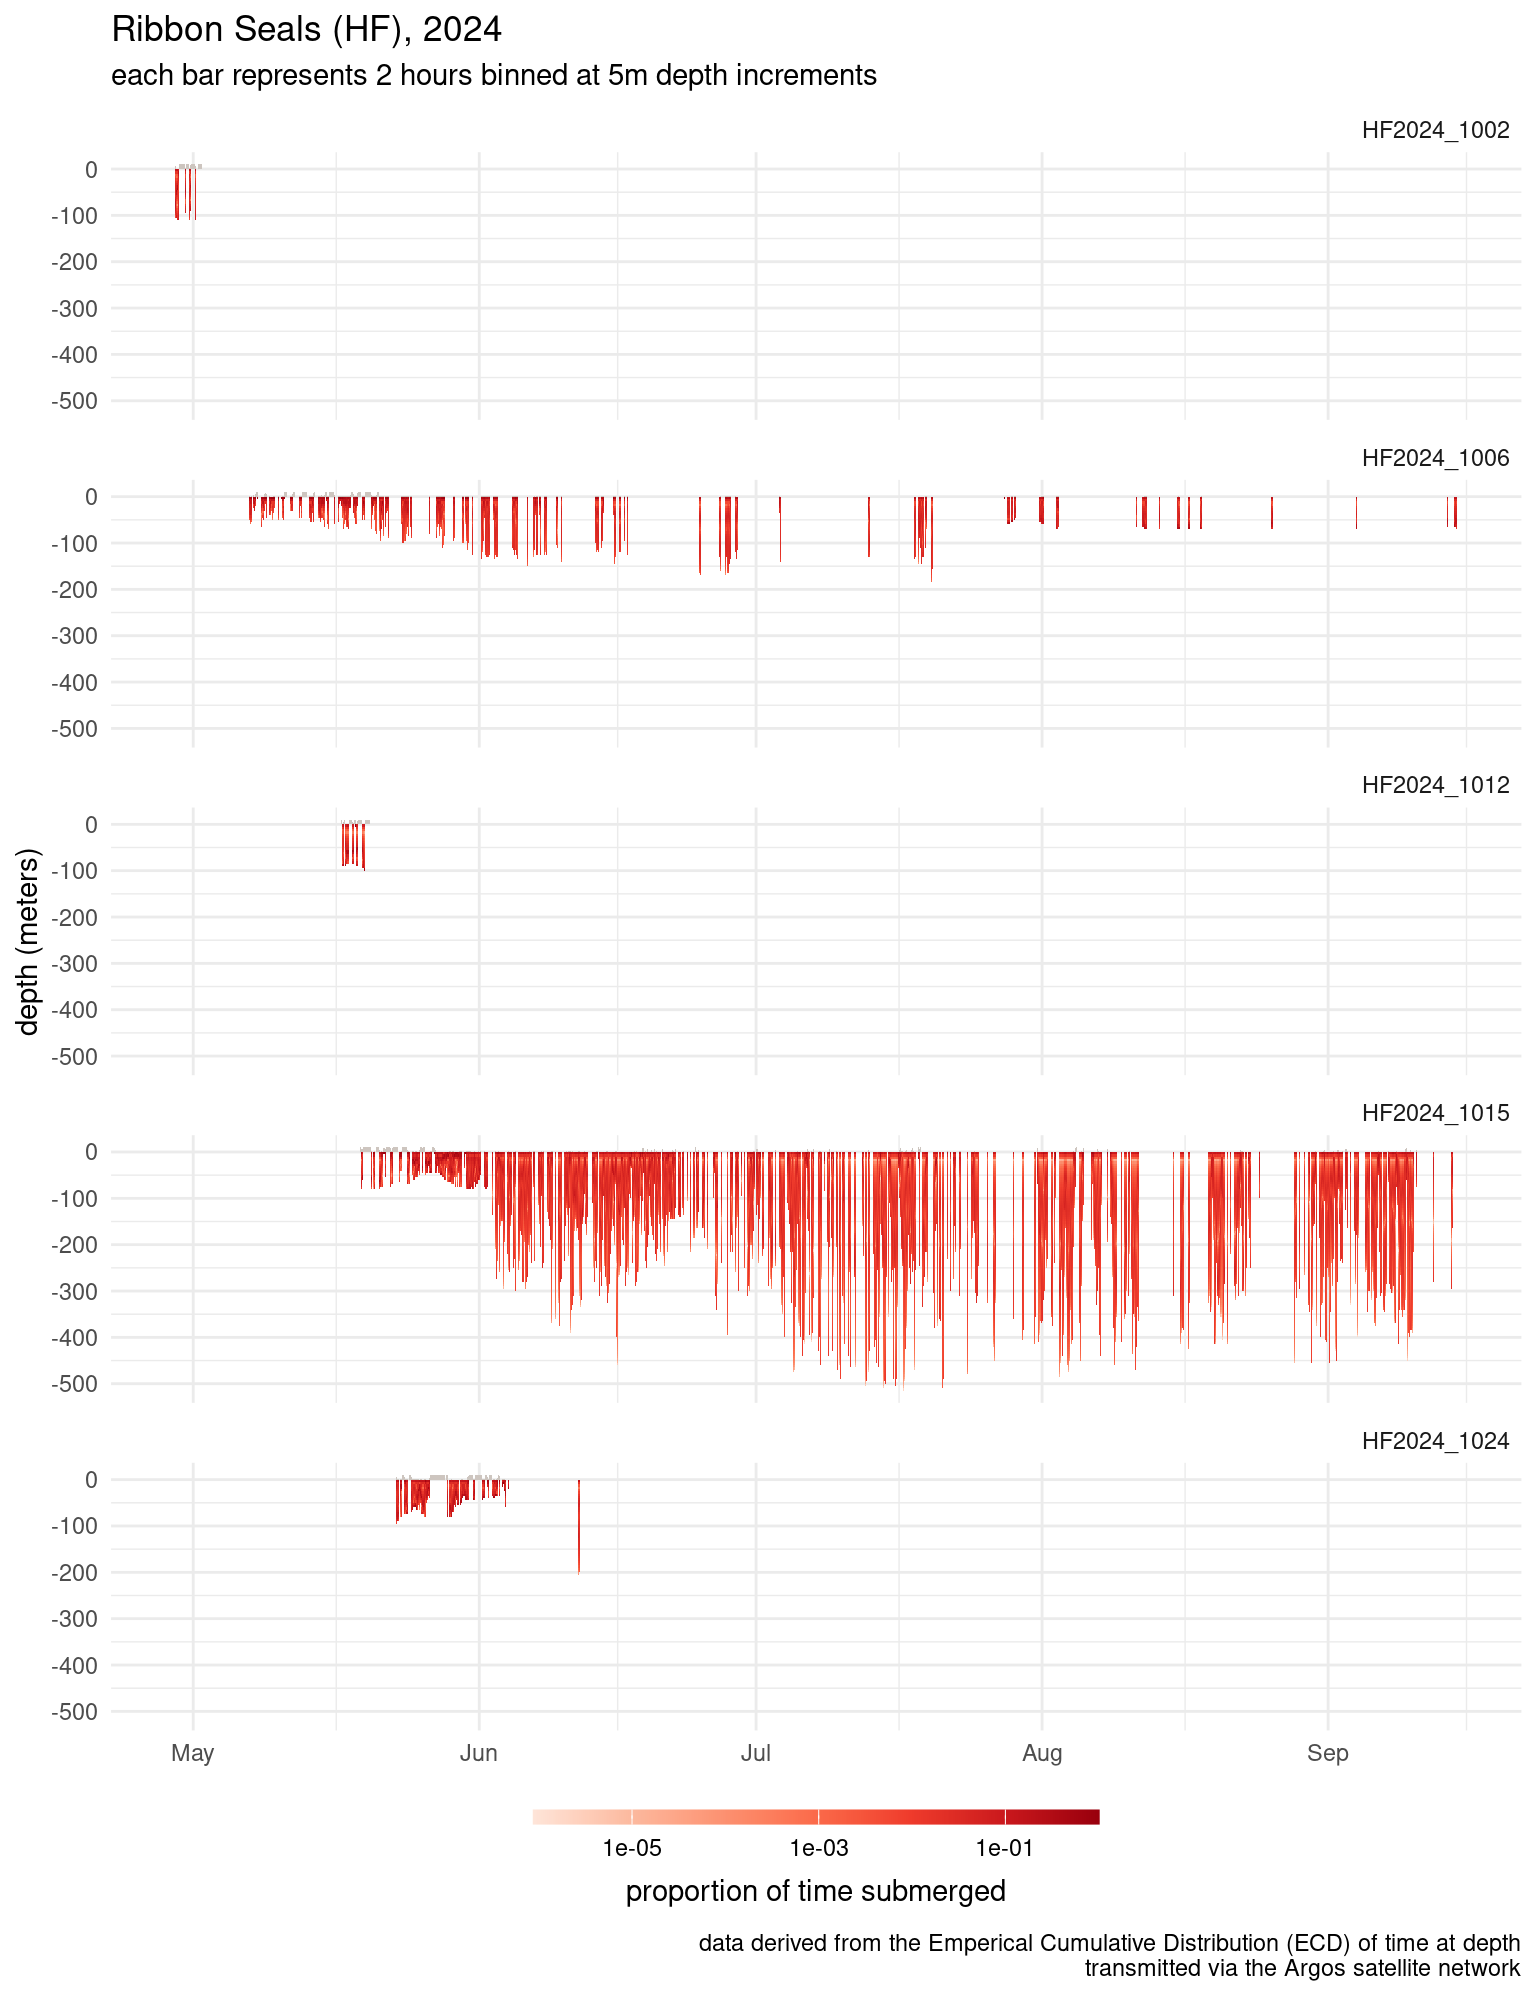 Ribbon Seals (HF), 2024
each bar represents 2 hours binned at 5m depth increments
HF2024_1002
0
-100
-200
-300
-400
-500
HF2024_1006
0
-100
-200
-300
-400
-500
HF2024_1012
0
-100
-200
-300
-400
-500
depth (meters)
HF2024_1015
0
-100
-200
-300
-400
-500
HF2024_1024
0
-100
-200
-300
-400
-500
May Jun Jul Aug Sep
1e-05 1e-03 1e-01
proportion of time submerged
data derived from the Emperical Cumulative Distribution (ECD) of time at depth
transmitted via the Argos satellite network